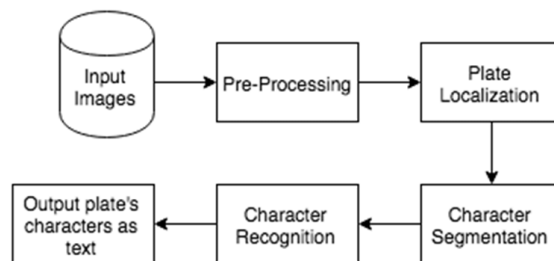 Input
Images
Pre-Processing
Plate
Localization
Character
Segmentation
Character
Recognition
Output plate's
characters as
text